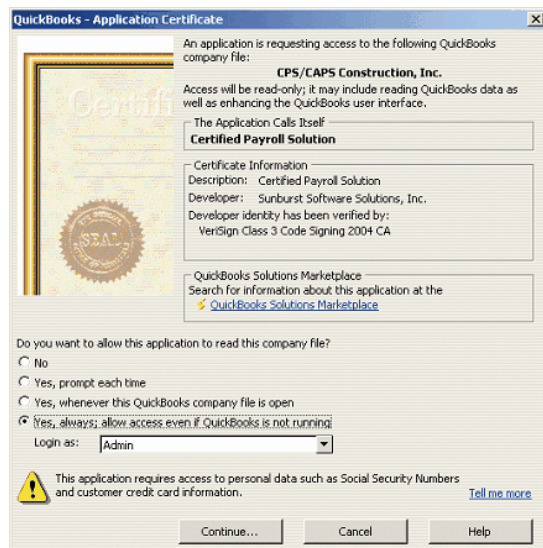 QuickBooks - Application Certificate
An application is requesting access to the following QuickBooks
company file:
CPS/CAPS Construction, Inc.
Access will be read-only; it may include reading QuickBooks data as
well as enhancing the QuickBooks user interface.
The Application Calls Itself
Certified Payroll Solution
Certificate Information
Description: Certified Payroll Solution
Developer: Sunburst Software Solutions, Inc.
Developer identity has been verified by:
VeriSign Class 3 Code Signing 2004 CA
QuickBooks Solutions Marketplace
Search for information about this application at the
QuickBooks Solutions Marketplace
Certifi
SEAL
Do you want to allow this application to read this company file?
No
Yes, prompt each time
Yes, whenever this QuickBooks company file is open
Yes, always; allow access even if QuickBooks is not running
Login as: Admin
This application requires access to personal data such as Social Security Numbers
and customer credit card information.
Tell me more
Continue... Cancel Help